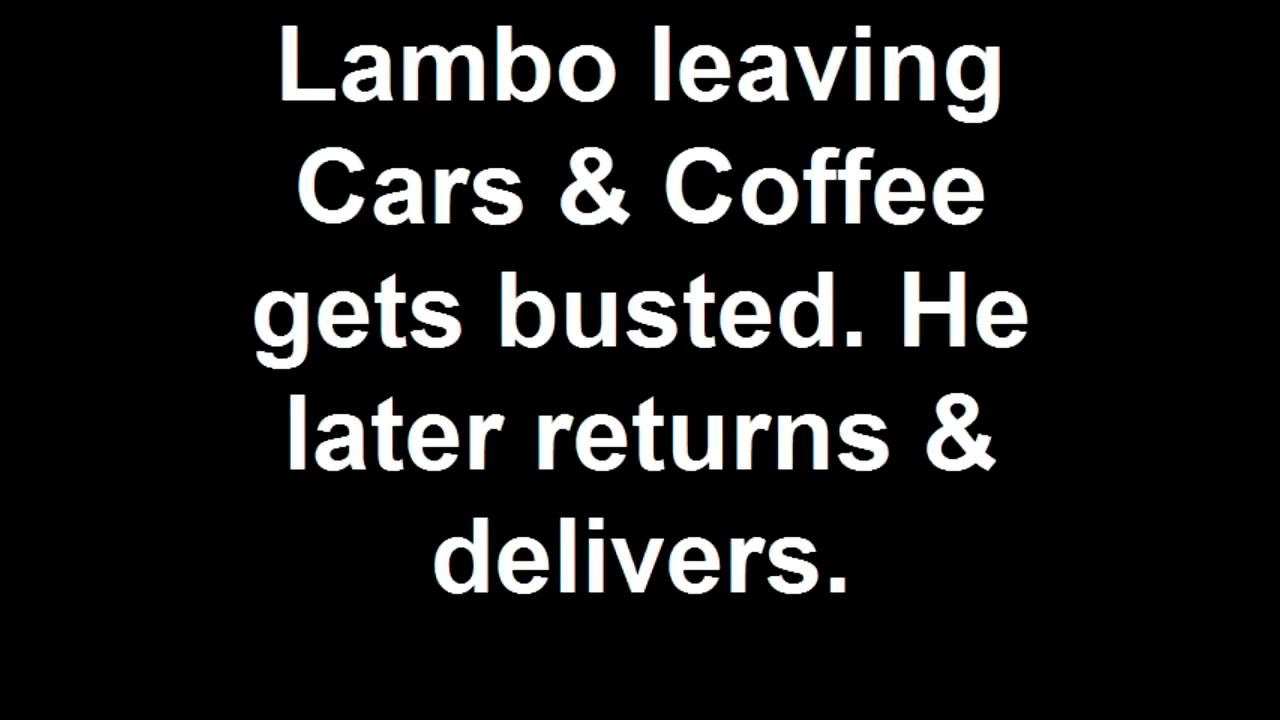 Lambo leaving
Cars & Coffee
gets busted. He
later returns &
delivers.